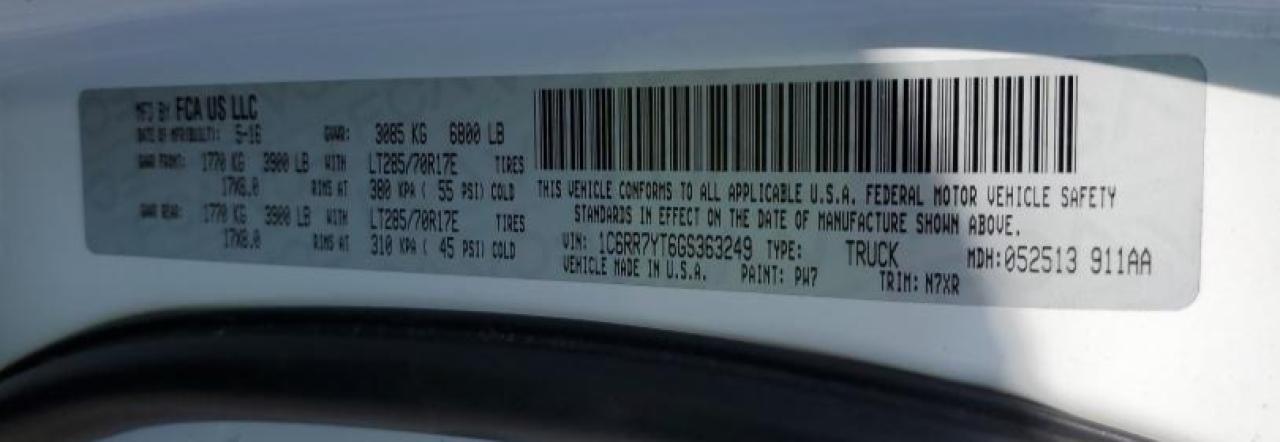 MFD BY FCA US LLC
DATE OF MFR(BUILT): 5-16 GVWR: 3085 KG 6800 LB
GAWR FRONT: 1770 KG 3900 LB WITH LT285/70R17E TIRES
17X8.0 RIMS AT 380 KPA ( 55 PSI) COLD
GAWR REAR: 1770 KG 3900 LB WITH LT285/70R17E TIRES
17X8.0 RIMS AT 310 KPA ( 45 PSI) COLD
THIS VEHICLE CONFORMS TO ALL APPLICABLE U.S.A. FEDERAL MOTOR VEHICLE SAFETY
STANDARDS IN EFFECT ON THE DATE OF MANUFACTURE SHOWN ABOVE.
VIN: 1C6RR7YT6GS363249 TYPE: TRUCK MDH:052513 911AA
VEHICLE MADE IN U.S.A. PAINT: PW7 TRIM: N7XR